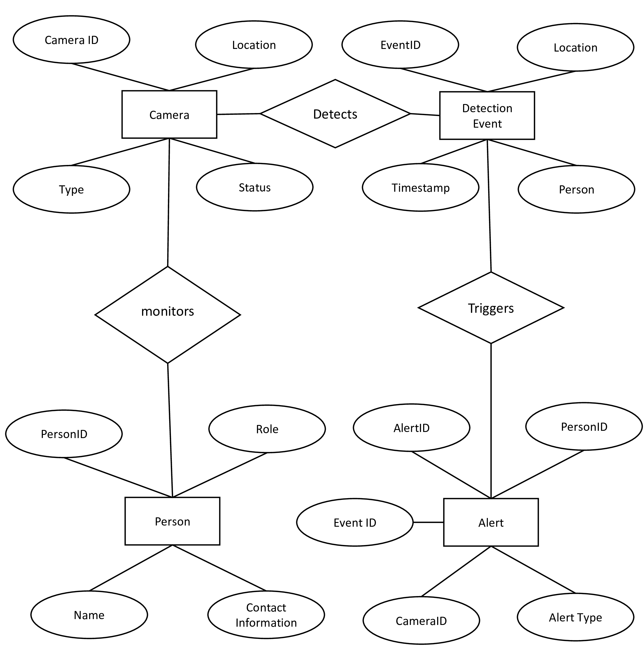 Camera ID
Location
EventID
Location
Camera
Detects
Detection
Event
Type
Status
Timestamp
Person
monitors
Triggers
PersonID
Role
AlertID
PersonID
Person
Event ID
Alert
Name
Contact
Information
CameraID
Alert Type